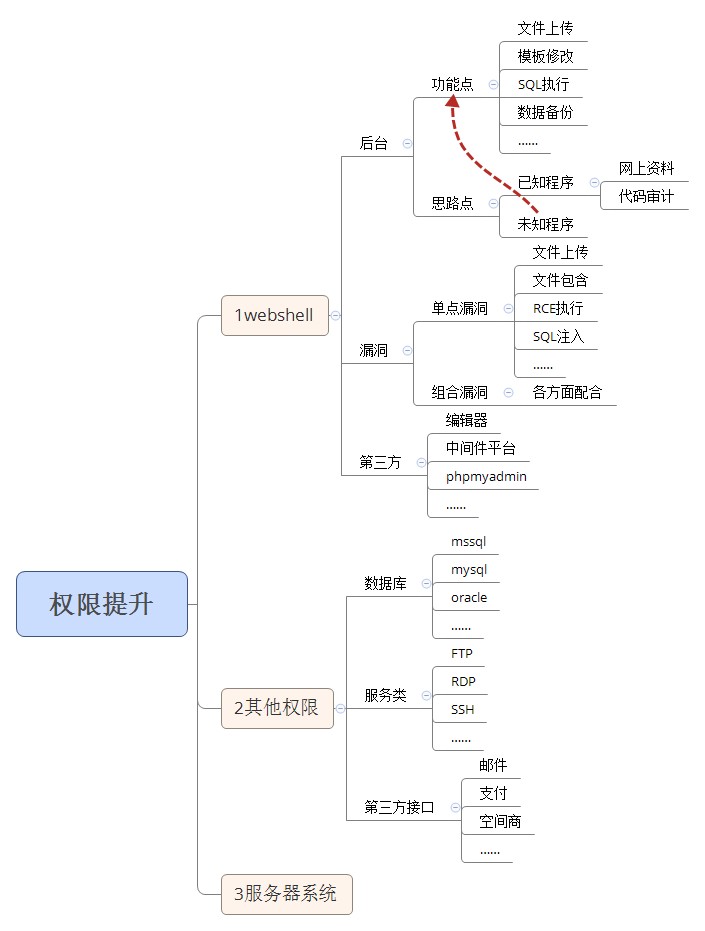 权限提升
1webshell
后台
功能点
文件上传
模板修改
SQL执行
数据备份
......
思路点
已知程序
网上资料
代码审计
未知程序
漏洞
单点漏洞
文件上传
文件包含
RCE执行
SQL注入
......
组合漏洞
各方面配合
第三方
编辑器
中间件平台
phpmyadmin
......
2其他权限
数据库
mssql
mysql
oracle
......
服务类
FTP
RDP
SSH
......
第三方接口
邮件
支付
空间商
......
3服务器系统